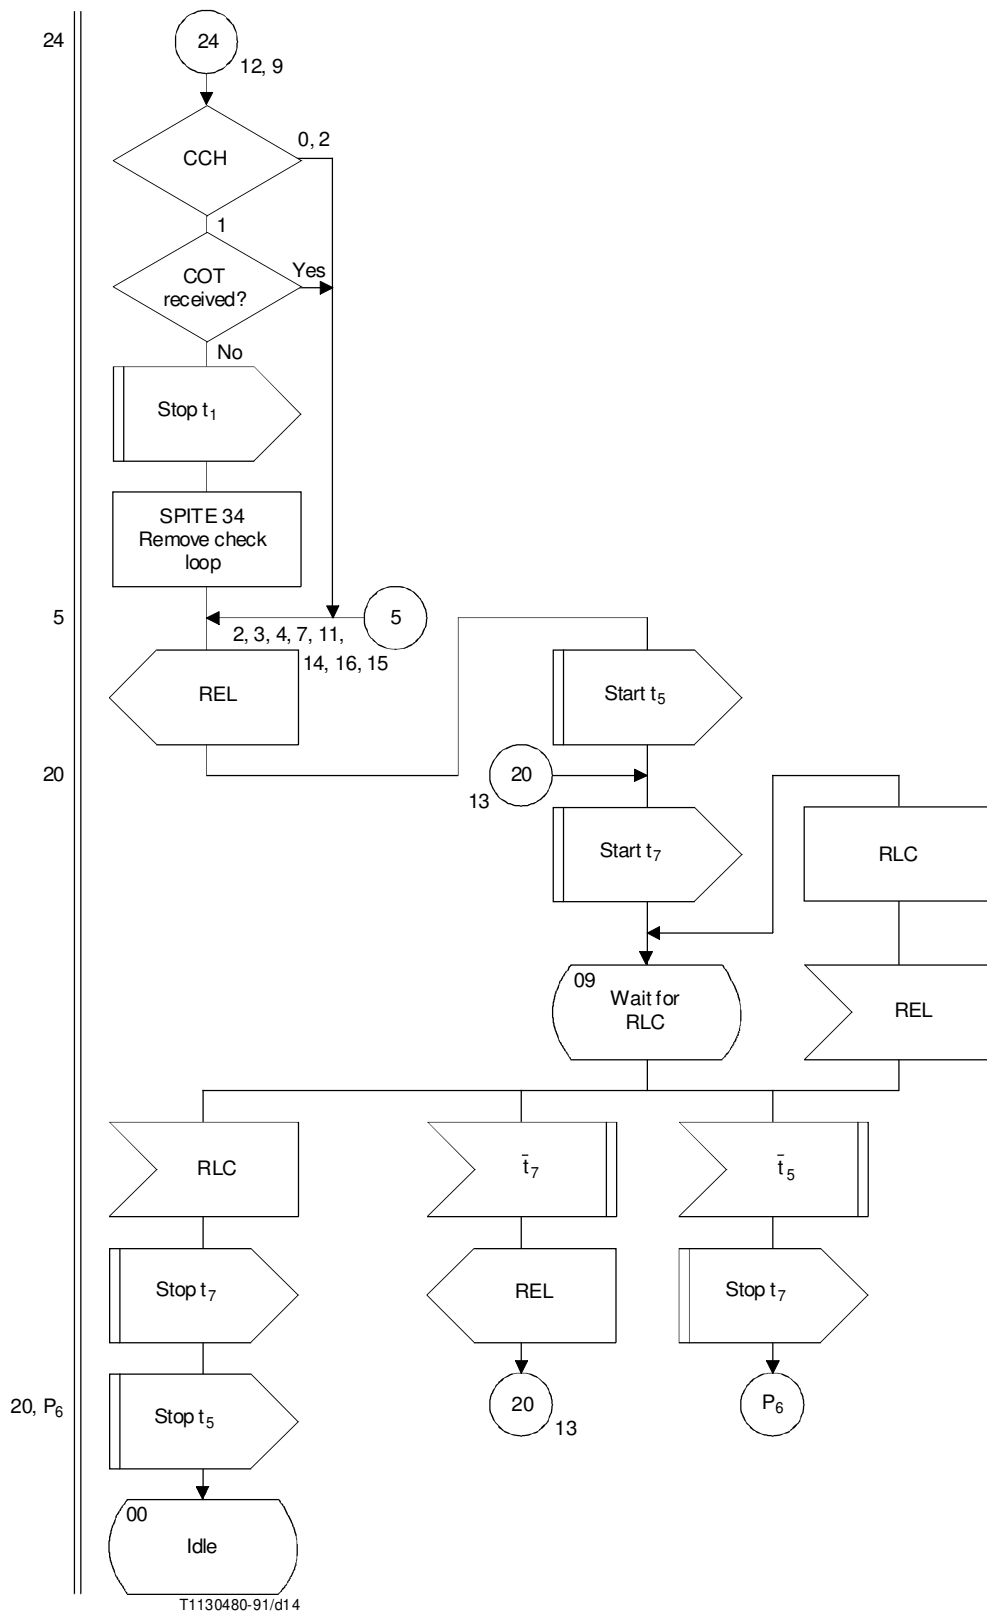 24
24
12, 9
CCH
0, 2
1
COT
received?
Yes
No
Stop t1
SPITE 34
Remove check
loop
5
5
2, 3, 4, 7, 11,
14, 16, 15
REL
Start t5
20
20
13
Start t7
RLC
09
Wait for
RLC
REL
RLC
t̄7
t̄5
Stop t7
REL
Stop t7
20, P6
Stop t5
20
13
P6
00
Idle
T1130480-91/d14